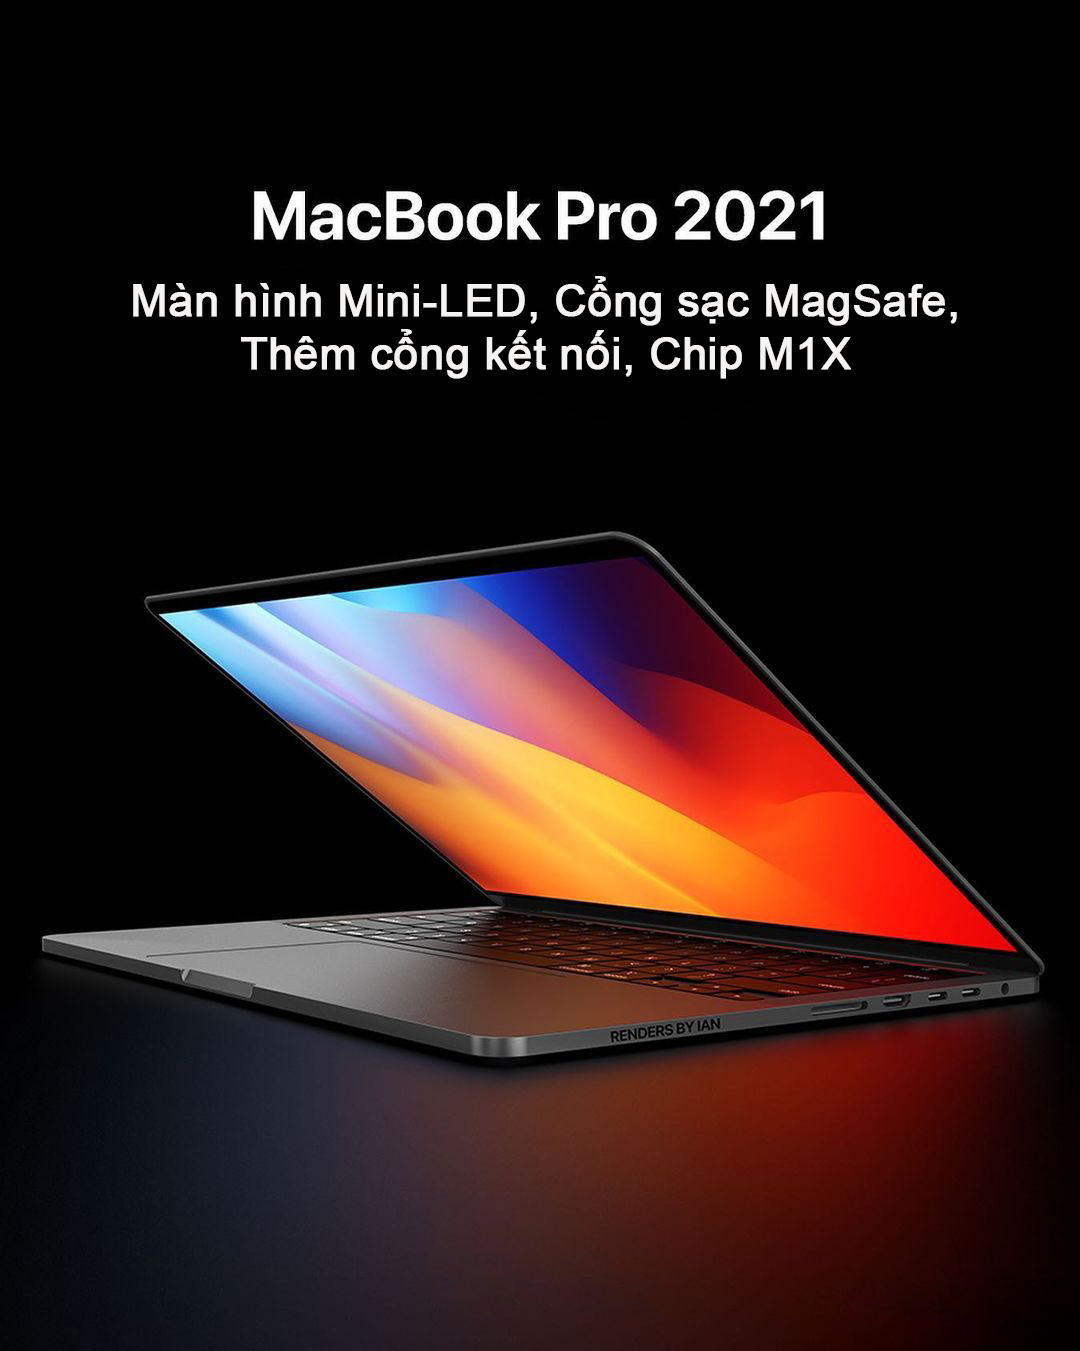 MacBook Pro 2021
Màn hình Mini-LED, Cổng sạc MagSafe,
Thêm cổng kết nối, Chip M1X
RENDERS BY IAN